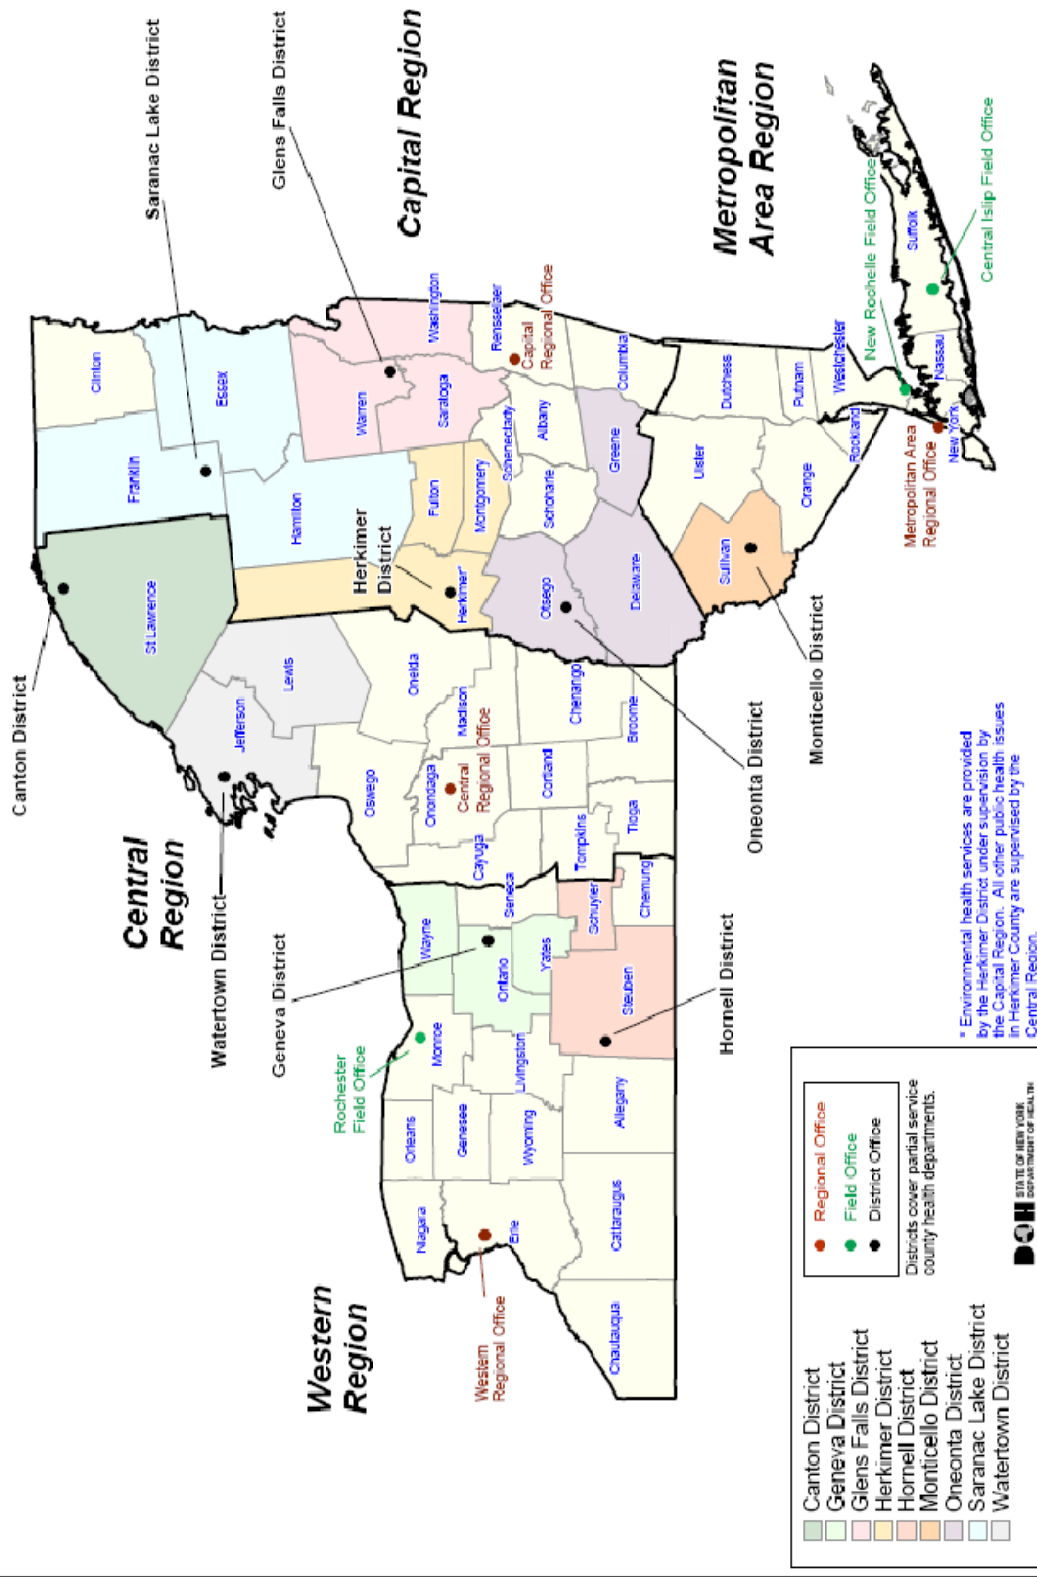 Canton District
Saranac Lake District
Glens Falls District
Capital Region
Metropolitan
Area Region
Central
Region
Watertown District
Geneva District
Herkimer
District
Rochester
Field Office
Western
Region
Western
Regional Office
Central
Regional Office
Capital
Regional Office
Hornell District
Oneonta District
Monticello District
Metropolitan Area
Regional Office
New Rochelle Field Office
Central Islip Field Office
Clinton
Franklin
Essex
St Lawrence
Hamilton
Warren
Washington
Saratoga
Fulton
Montgomery
Herkimer*
Jefferson
Lewis
Oneida
Oswego
Madison
Onondaga
Cayuga
Seneca
Wayne
Ontario
Yates
Monroe
Livingston
Orleans
Genesee
Wyoming
Niagara
Erie
Chautauqua
Cattaraugus
Allegany
Steuben
Schuyler
Chemung
Tompkins
Tioga
Cortland
Chenango
Broome
Otsego
Delaware
Schoharie
Schenectady
Albany
Rensselaer
Greene
Columbia
Ulster
Dutchess
Sullivan
Orange
Putnam
Westchester
Rockland
New York
Nassau
Suffolk
Canton District
Geneva District
Glens Falls District
Herkimer District
Hornell District
Monticello District
Oneonta District
Saranac Lake District
Watertown District
Regional Office
Field Office
District Office
Districts cover partial service
county health departments.
DOH
STATE OF NEW YORK
DEPARTMENT OF HEALTH
* Environmental health services are provided
by the Herkimer District under supervision by
the Capital Region. All other public health issues
in Herkimer County are supervised by the
Central Region.